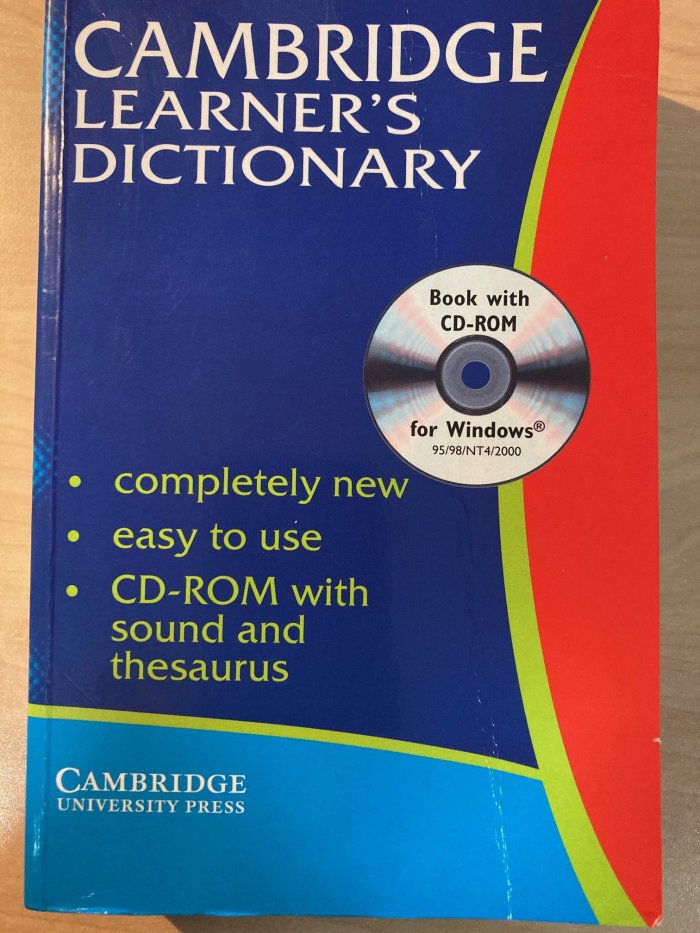 CAMBRIDGE
LEARNER'S
DICTIONARY
Book with
CD-ROM
for Windows®
95/98/NT4/2000
• completely new
• easy to use
• CD-ROM with
sound and
thesaurus
CAMBRIDGE
UNIVERSITY PRESS